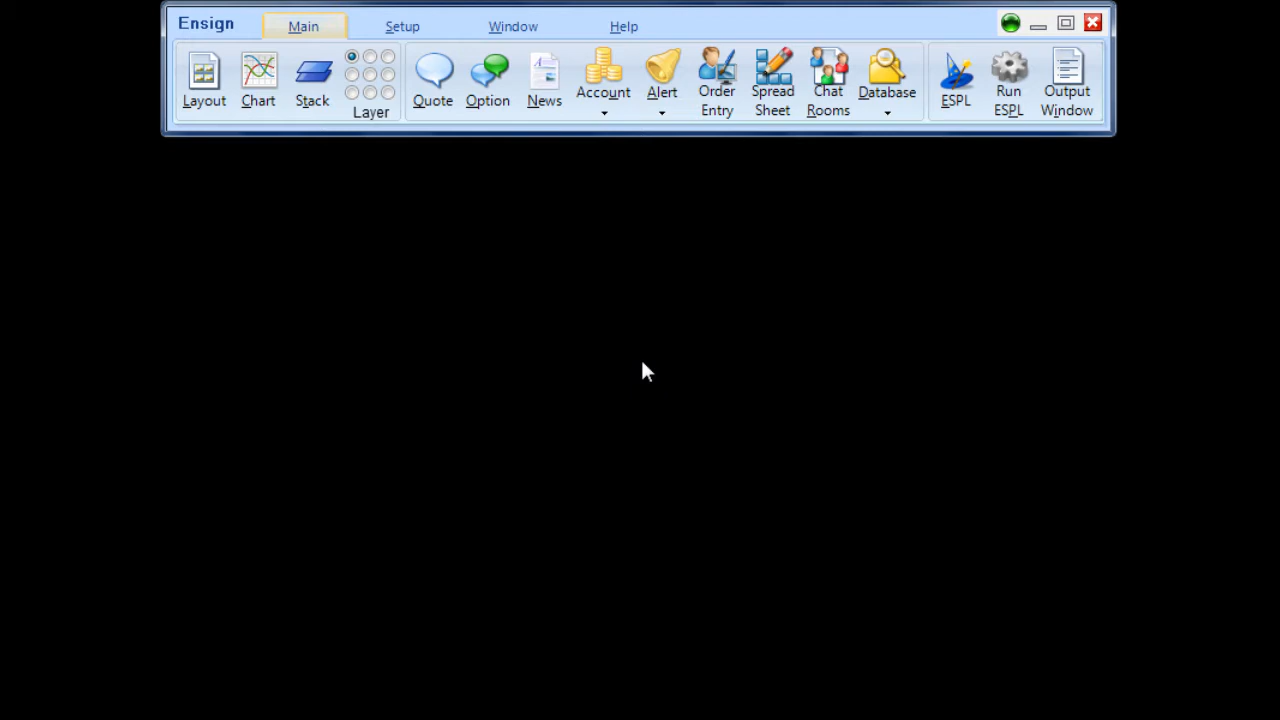 Ensign Main Setup Window Help
Layout Chart Stack Layer Quote Option News Account Alert Order Entry Spread Sheet Chat Rooms Database ESPL Run ESPL Output Window